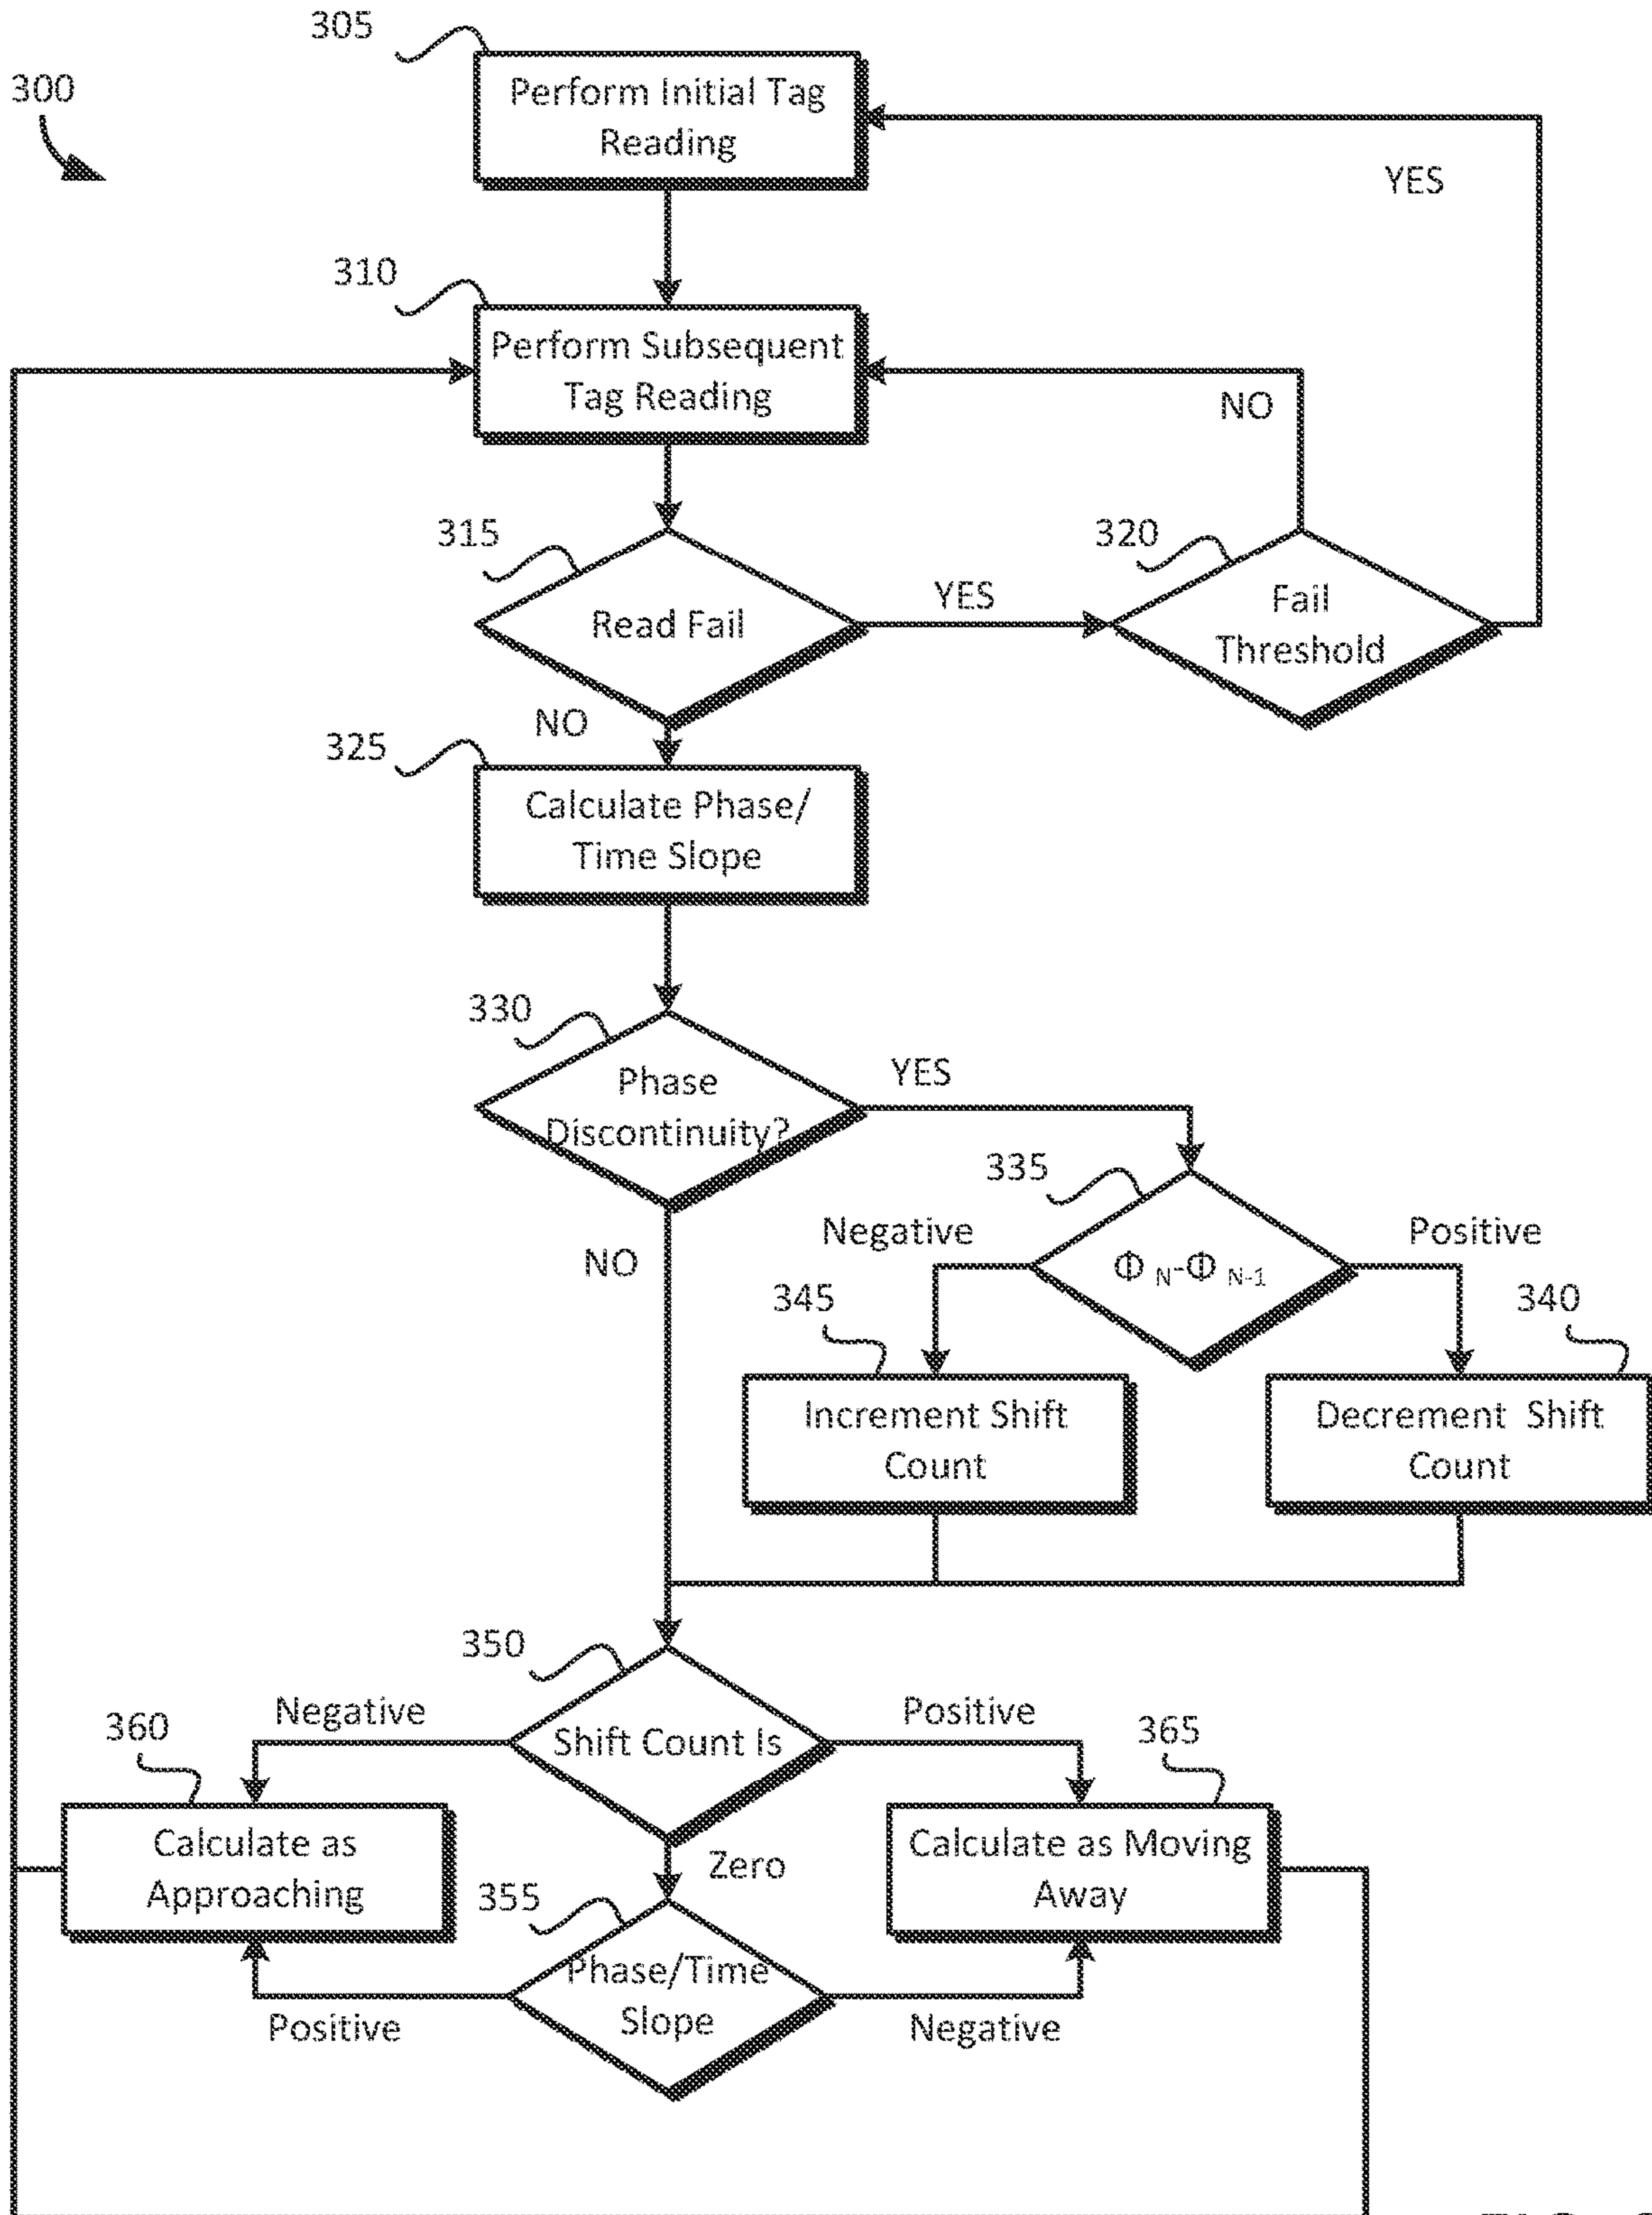 305
300
Perform Initial Tag
Reading
YES
310
Perform Subsequent
Tag Reading
NO
315
320
Read Fail
YES
Fail
Threshold
NO
325
Calculate Phase/
Time Slope
330
Phase
Discontinuity?
YES
335
Negative
Φ N-Φ N-1
Positive
NO
345
340
Increment Shift
Count
Decrement Shift
Count
350
Negative
Shift Count Is
Positive
360
365
Calculate as
Approaching
Zero
Calculate as Moving
Away
355
Phase/Time
Slope
Positive
Negative